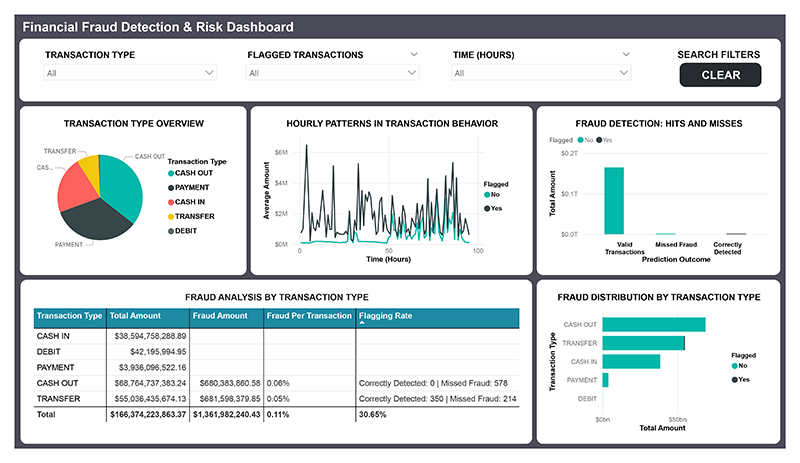 Financial Fraud Detection & Risk Dashboard
TRANSACTION TYPE
All
FLAGGED TRANSACTIONS
All
TIME (HOURS)
All
SEARCH FILTERS
CLEAR
TRANSACTION TYPE OVERVIEW
TRANSFER
CAS...
PAYMENT
CASH OUT
Transaction Type
CASH OUT
PAYMENT
CASH IN
TRANSFER
DEBIT
HOURLY PATTERNS IN TRANSACTION BEHAVIOR
Average Amount
$6M
$4M
$2M
$0M
0 50 100
Time (Hours)
Flagged
No
Yes
FRAUD DETECTION: HITS AND MISSES
Flagged No Yes
Total Amount
$0.2T
$0.1T
$0.0T
Valid Transactions
Missed Fraud
Correctly Detected
Prediction Outcome
FRAUD ANALYSIS BY TRANSACTION TYPE
Transaction Type Total Amount Fraud Amount Fraud Per Transaction Flagging Rate
CASH IN $38,594,758,288.89
DEBIT $42,195,994.95
PAYMENT $3,936,096,522.16
CASH OUT $68,764,737,383.24 $680,383,860.58 0.06% Correctly Detected: 0 | Missed Fraud: 578
TRANSFER $55,036,435,674.13 $681,598,379.85 0.05% Correctly Detected: 350 | Missed Fraud: 214
Total $166,374,223,863.37 $1,361,982,240.43 0.11% 30.65%
FRAUD DISTRIBUTION BY TRANSACTION TYPE
Transaction Type
CASH OUT
TRANSFER
CASH IN
PAYMENT
DEBIT
$0bn $50bn
Total Amount
Flagged
No
Yes